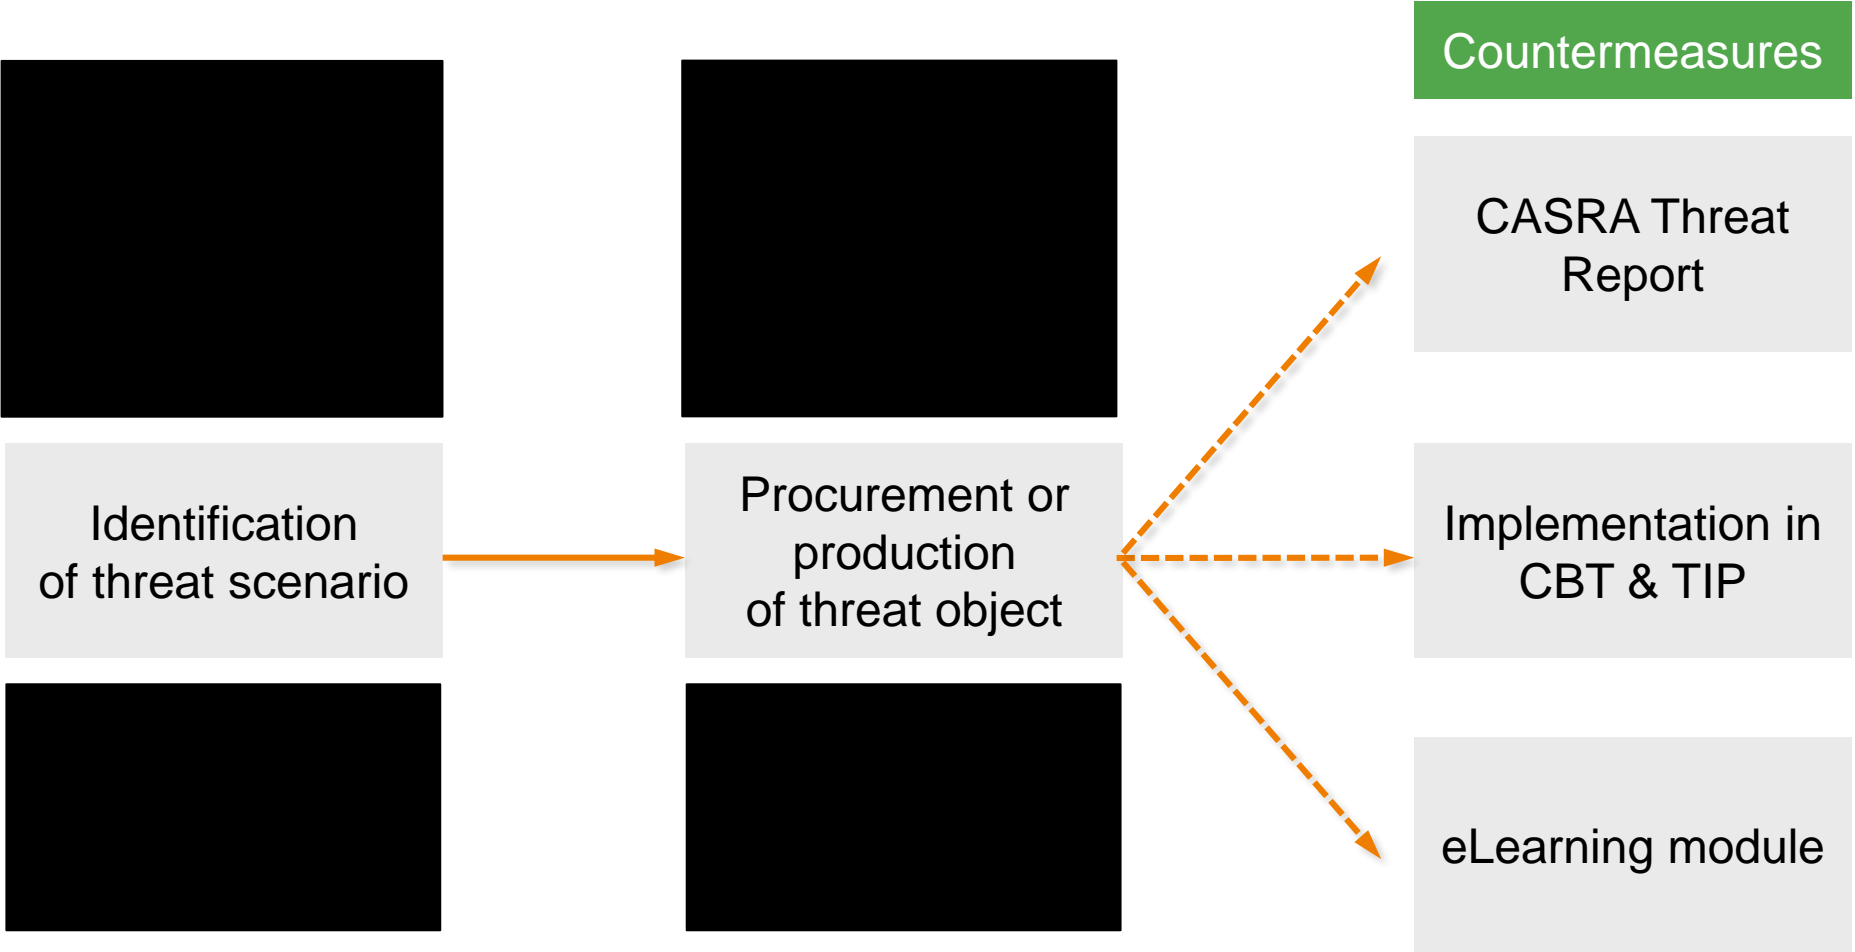 Countermeasures
CASRA Threat
Report
Identification
of threat scenario
Procurement or
production
of threat object
Implementation in
CBT & TIP
eLearning module